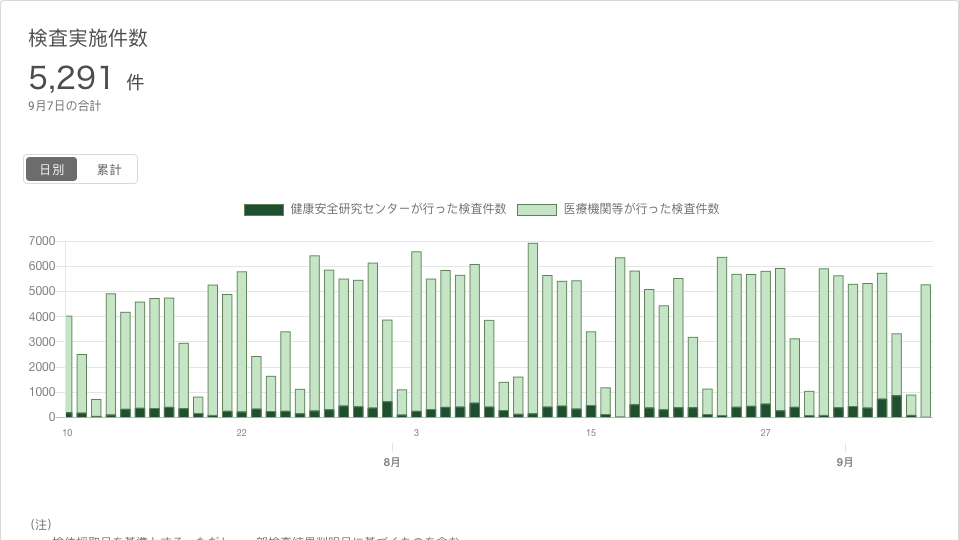 検査実施件数
5,291 件
9月7日の合計
日別 累計
健康安全研究センターが行った検査件数 医療機関等が行った検査件数
7000
6000
5000
4000
3000
2000
1000
0
10 22 3 15 27
8月 9月
(注)